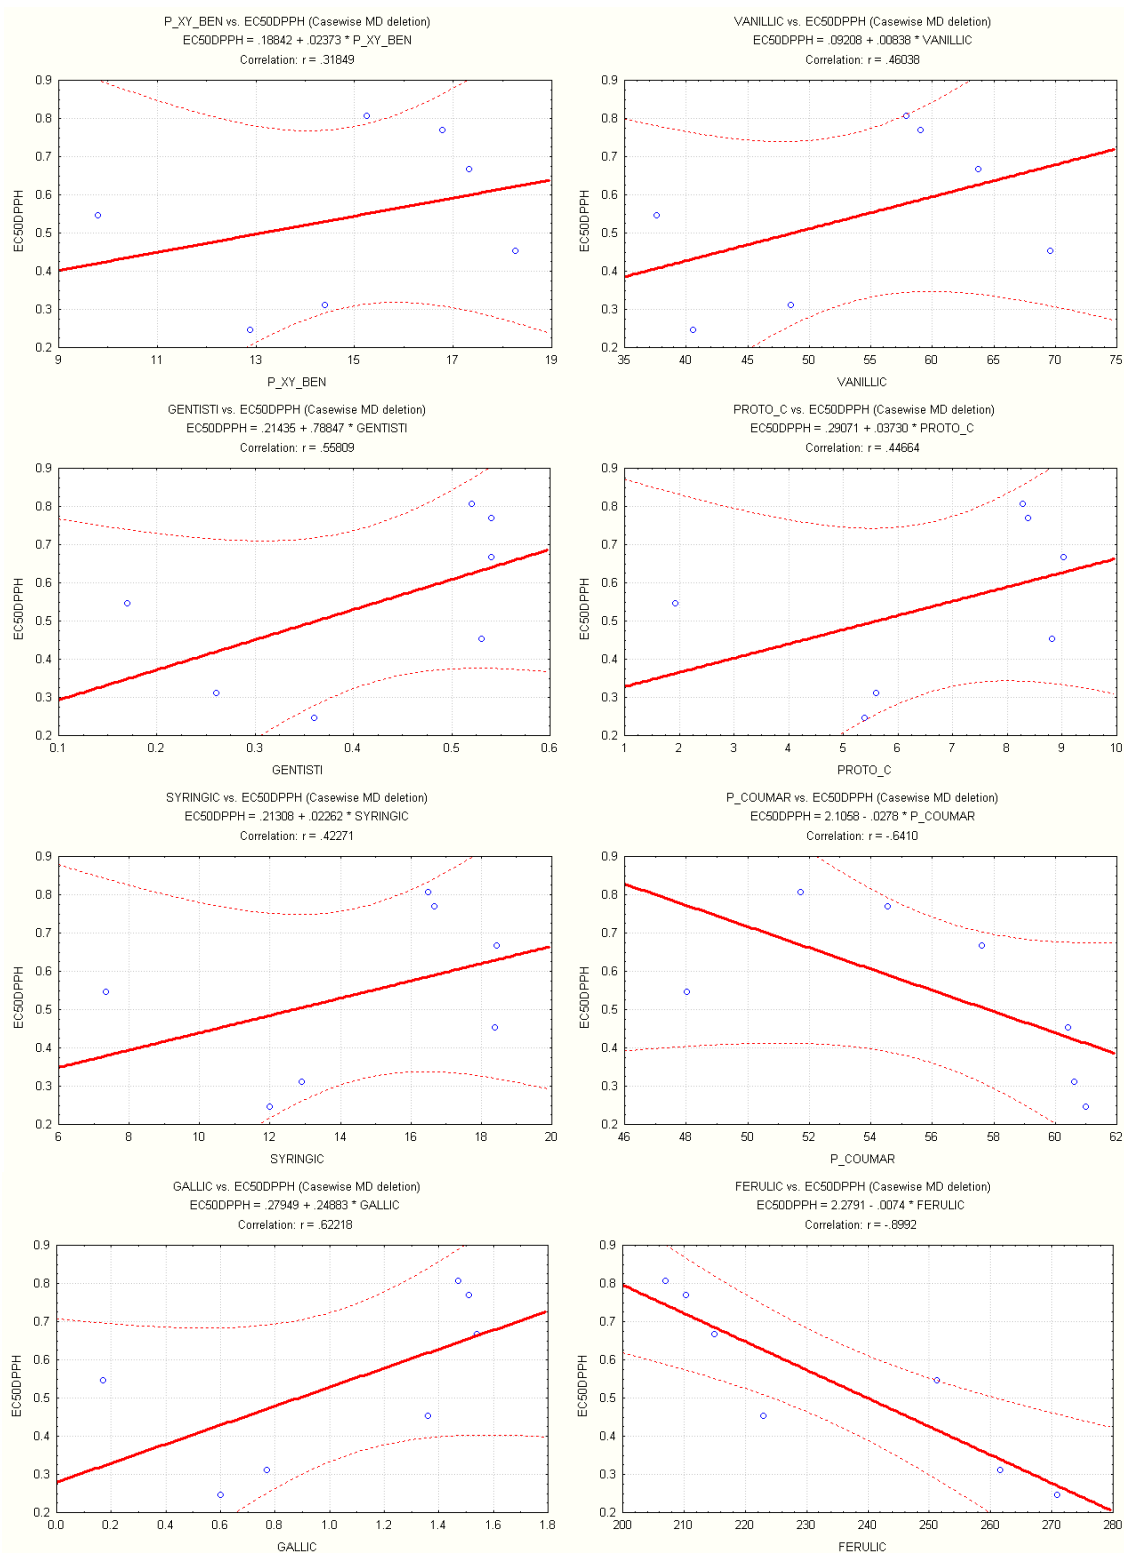 P_XY_BEN vs. EC50DPPH (Casewise MD deletion)
EC50DPPH = .18842 + .02373 * P_XY_BEN
Correlation: r = .31849
0.9
0.8
0.7
0.6
0.5
0.4
0.3
0.2
EC50DPPH
9 11 13 15 17 19
P_XY_BEN
VANILLIC vs. EC50DPPH (Casewise MD deletion)
EC50DPPH = .09208 + .00838 * VANILLIC
Correlation: r = .46038
0.9
0.8
0.7
0.6
0.5
0.4
0.3
0.2
EC50DPPH
35 40 45 50 55 60 65 70 75
VANILLIC
GENTISTI vs. EC50DPPH (Casewise MD deletion)
EC50DPPH = .21435 + .78847 * GENTISTI
Correlation: r = .55809
0.9
0.8
0.7
0.6
0.5
0.4
0.3
0.2
EC50DPPH
0.1 0.2 0.3 0.4 0.5 0.6
GENTISTI
PROTO_C vs. EC50DPPH (Casewise MD deletion)
EC50DPPH = .29071 + .03730 * PROTO_C
Correlation: r = .44664
0.9
0.8
0.7
0.6
0.5
0.4
0.3
0.2
EC50DPPH
1 2 3 4 5 6 7 8 9 10
PROTO_C
SYRINGIC vs. EC50DPPH (Casewise MD deletion)
EC50DPPH = .21308 + .02262 * SYRINGIC
Correlation: r = .42271
0.9
0.8
0.7
0.6
0.5
0.4
0.3
0.2
EC50DPPH
6 8 10 12 14 16 18 20
SYRINGIC
P_COUMAR vs. EC50DPPH (Casewise MD deletion)
EC50DPPH = 2.1058 - .0278 * P_COUMAR
Correlation: r = -.6410
0.9
0.8
0.7
0.6
0.5
0.4
0.3
0.2
EC50DPPH
46 48 50 52 54 56 58 60 62
P_COUMAR
GALLIC vs. EC50DPPH (Casewise MD deletion)
EC50DPPH = .27949 + .24883 * GALLIC
Correlation: r = .62218
0.9
0.8
0.7
0.6
0.5
0.4
0.3
0.2
EC50DPPH
0.0 0.2 0.4 0.6 0.8 1.0 1.2 1.4 1.6 1.8
GALLIC
FERULIC vs. EC50DPPH (Casewise MD deletion)
EC50DPPH = 2.2791 - .0074 * FERULIC
Correlation: r = -.8992
0.9
0.8
0.7
0.6
0.5
0.4
0.3
0.2
EC50DPPH
200 210 220 230 240 250 260 270 280
FERULIC